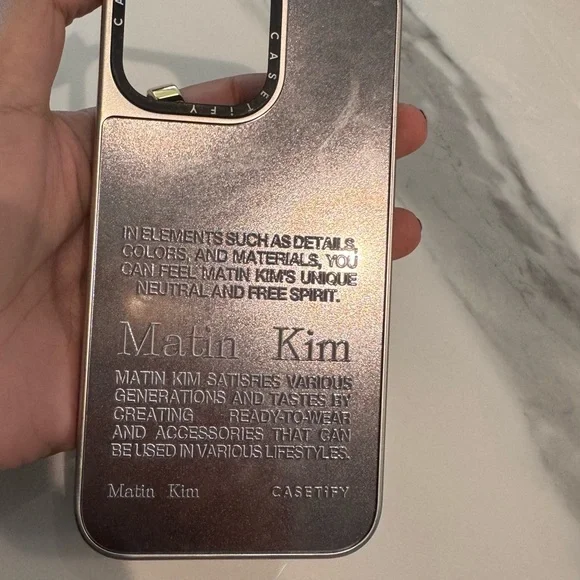 CA
CASETiFY
IN ELEMENTS SUCH AS DETAILS,
COLORS, AND MATERIALS, YOU
CAN FEEL MATIN KIM'S UNIQUE
NEUTRAL AND FREE SPIRIT.
Matin Kim
MATIN KIM SATISFIES VARIOUS
GENERATIONS AND TASTES BY
CREATING READY-TO-WEAR
AND ACCESSORIES THAT CAN
BE USED IN VARIOUS LIFESTYLES.
Matin Kim CASETiFY